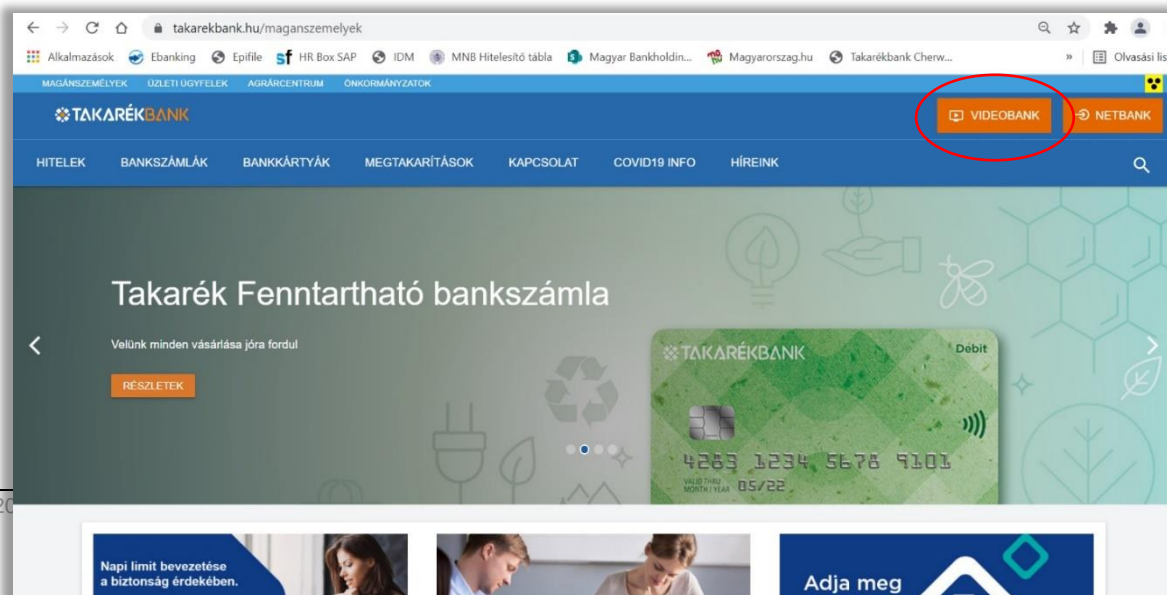 takarekbank.hu/maganszemelyek
Alkalmazások Ebanking Epifile HR Box SAP IDM MNB Hitelesítő tábla Magyar Bankholdin... Magyarorszag.hu Takarékbank Cherw... » Olvasási lis
MAGÁNSZEMÉLYEK ÜZLETI ÜGYFELEK AGRÁRCENTRUM ÖNKORMÁNYZATOK
TAKARÉKBANK VIDEOBANK NETBANK
HITELEK BANKSZÁMLÁK BANKKÁRTYÁK MEGTAKARÍTÁSOK KAPCSOLAT COVID19 INFO HÍREINK
Takarék Fenntartható bankszámla
Velünk minden vásárlása jóra fordul
RÉSZLETEK
TAKARÉKBANK Debit
4283 1234 5678 9101
VALID THRU
MONTH / YEAR 05/22
20
Napi limit bevezetése
a biztonság érdekében.
Adja meg